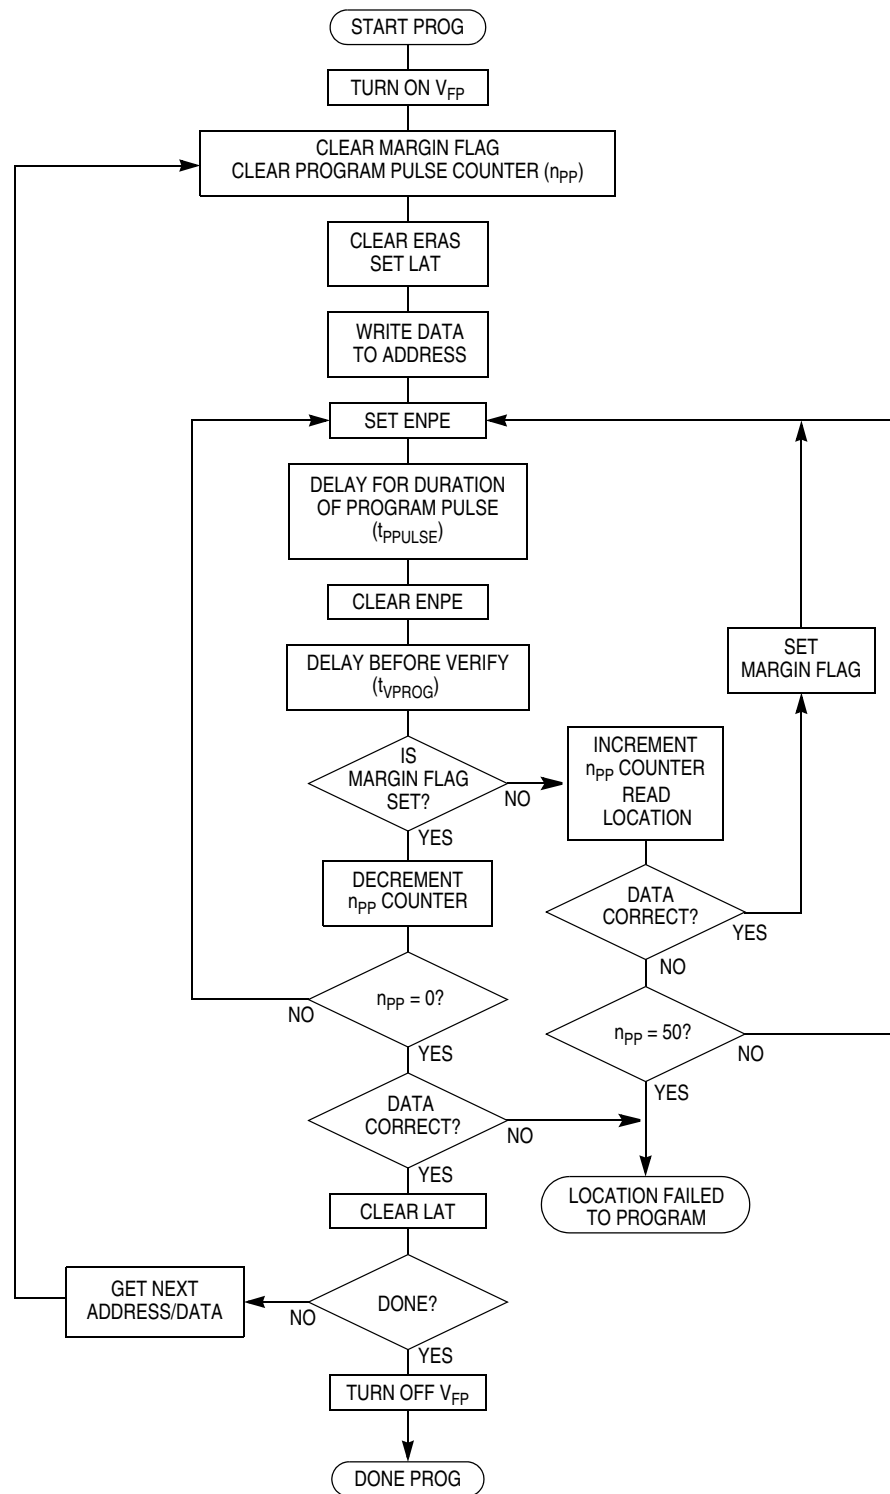 START PROG
TURN ON VFP
CLEAR MARGIN FLAG
CLEAR PROGRAM PULSE COUNTER (nPP)
CLEAR ERAS
SET LAT
WRITE DATA
TO ADDRESS
SET ENPE
DELAY FOR DURATION
OF PROGRAM PULSE
(tPPULSE)
CLEAR ENPE
DELAY BEFORE VERIFY
(tVPROG)
SET
MARGIN FLAG
IS
MARGIN FLAG
SET?
NO
YES
INCREMENT
nPP COUNTER
READ
LOCATION
DECREMENT
nPP COUNTER
DATA
CORRECT?
YES
NO
nPP = 0?
NO
YES
nPP = 50?
NO
YES
DATA
CORRECT?
NO
YES
LOCATION FAILED
TO PROGRAM
CLEAR LAT
GET NEXT
ADDRESS/DATA
DONE?
NO
YES
TURN OFF VFP
DONE PROG